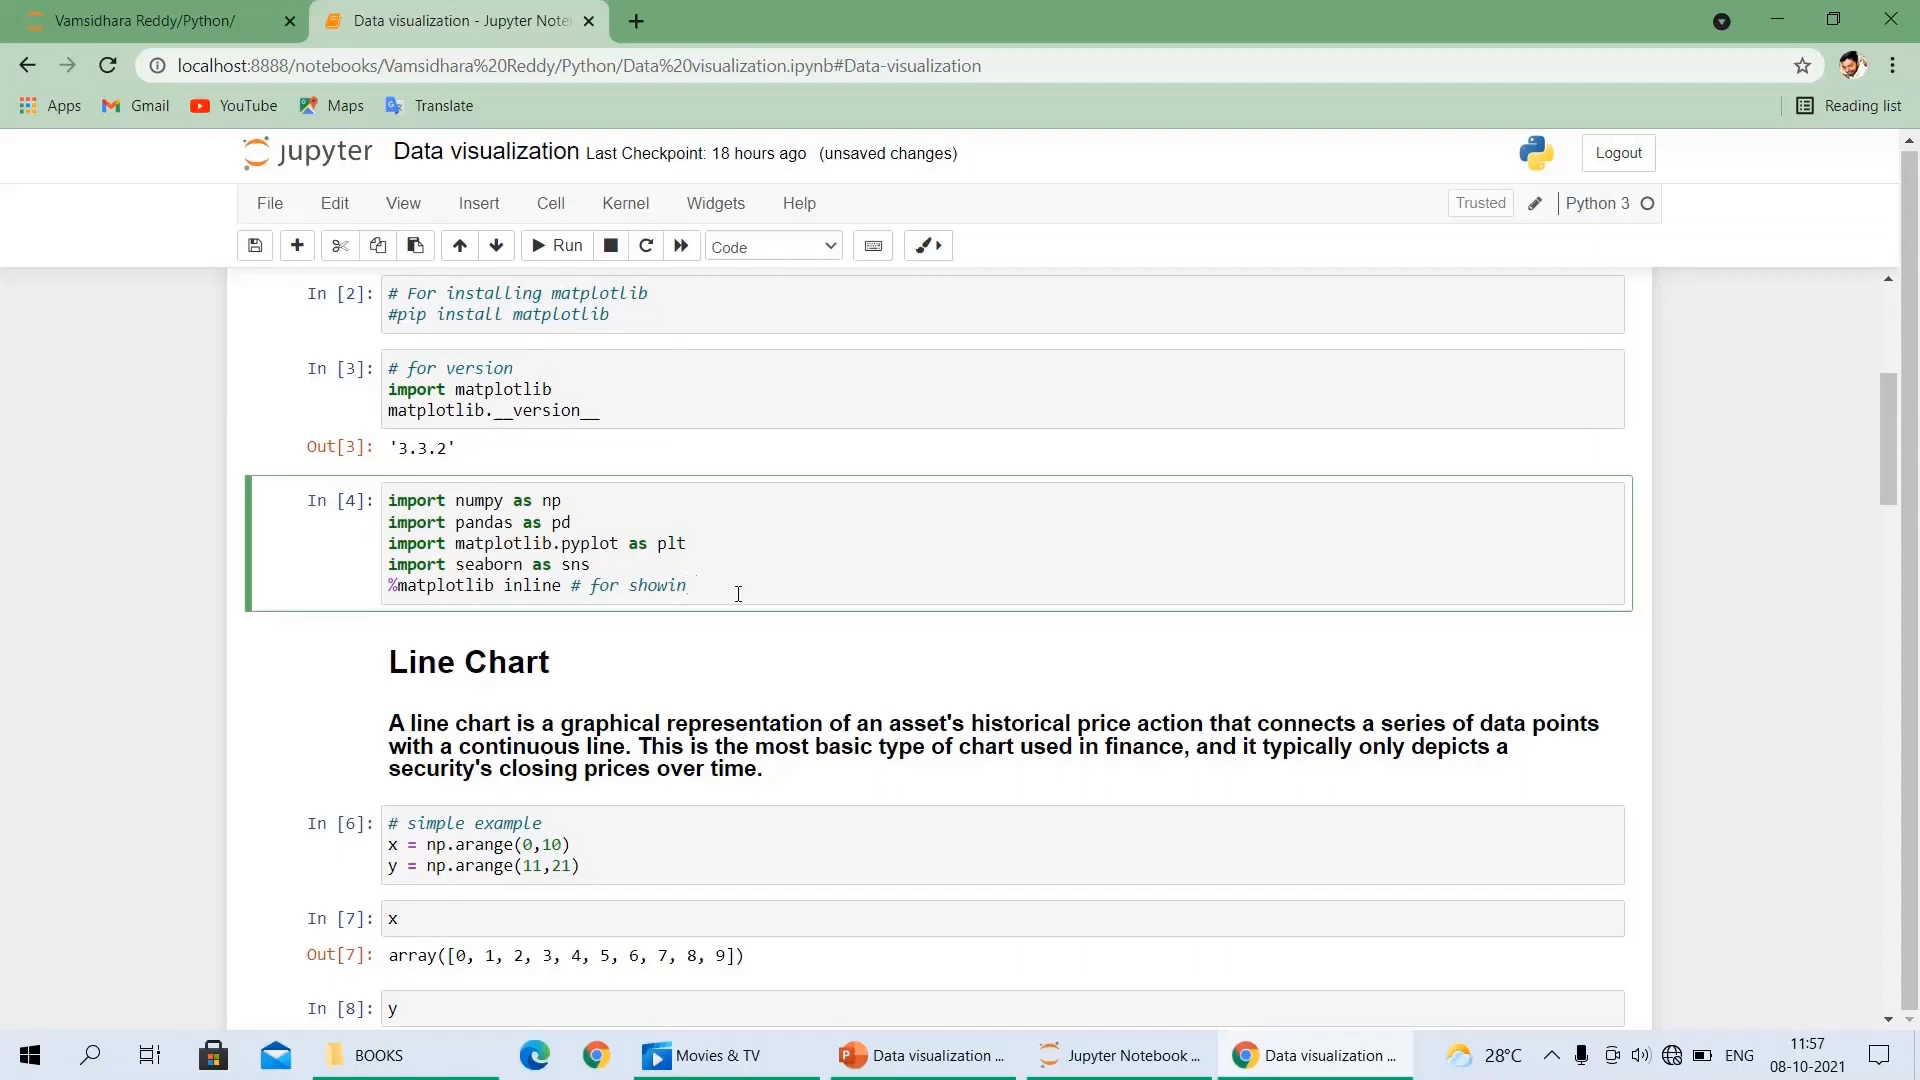 Vamsidhara Reddy/Python/
Data visualization - Jupyter Note
localhost:8888/notebooks/Vamsidhara%20Reddy/Python/Data%20visualization.ipynb#Data-visualization
Apps Gmail YouTube Maps Translate Reading list
jupyter Data visualization Last Checkpoint: 18 hours ago (unsaved changes) Logout
File Edit View Insert Cell Kernel Widgets Help Trusted Python 3
Run Code
In [2]: # For installing matplotlib
#pip install matplotlib
In [3]: # for version
import matplotlib
matplotlib.__version__
Out[3]: '3.3.2'
In [4]: import numpy as np
import pandas as pd
import matplotlib.pyplot as plt
import seaborn as sns
%matplotlib inline # for showin
Line Chart
A line chart is a graphical representation of an asset's historical price action that connects a series of data points
with a continuous line. This is the most basic type of chart used in finance, and it typically only depicts a
security's closing prices over time.
In [6]: # simple example
x = np.arange(0,10)
y = np.arange(11,21)
In [7]: x
Out[7]: array([0, 1, 2, 3, 4, 5, 6, 7, 8, 9])
In [8]: y
BOOKS Movies & TV Data visualization ... Jupyter Notebook ... Data visualization ... 28°C ENG 11:57
08-10-2021